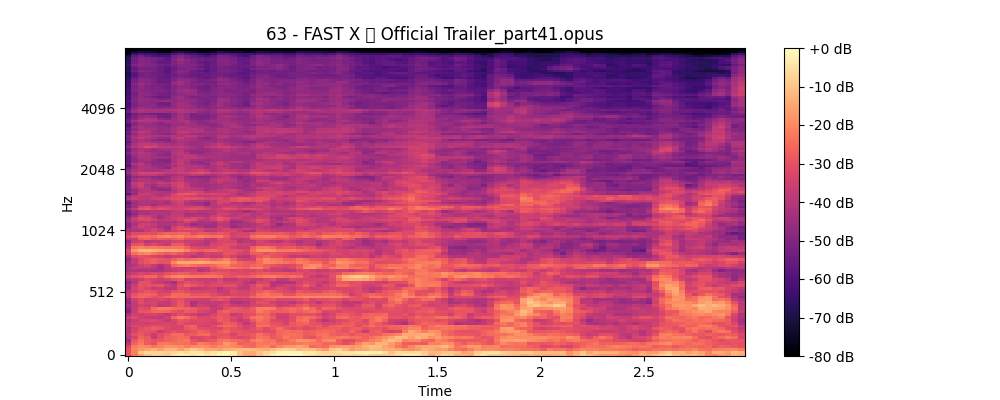 63 - FAST X ▯ Official Trailer_part41.opus
Hz
4096
2048
1024
512
0
0
0.5
1
1.5
2
2.5
Time
+0 dB
-10 dB
-20 dB
-30 dB
-40 dB
-50 dB
-60 dB
-70 dB
-80 dB